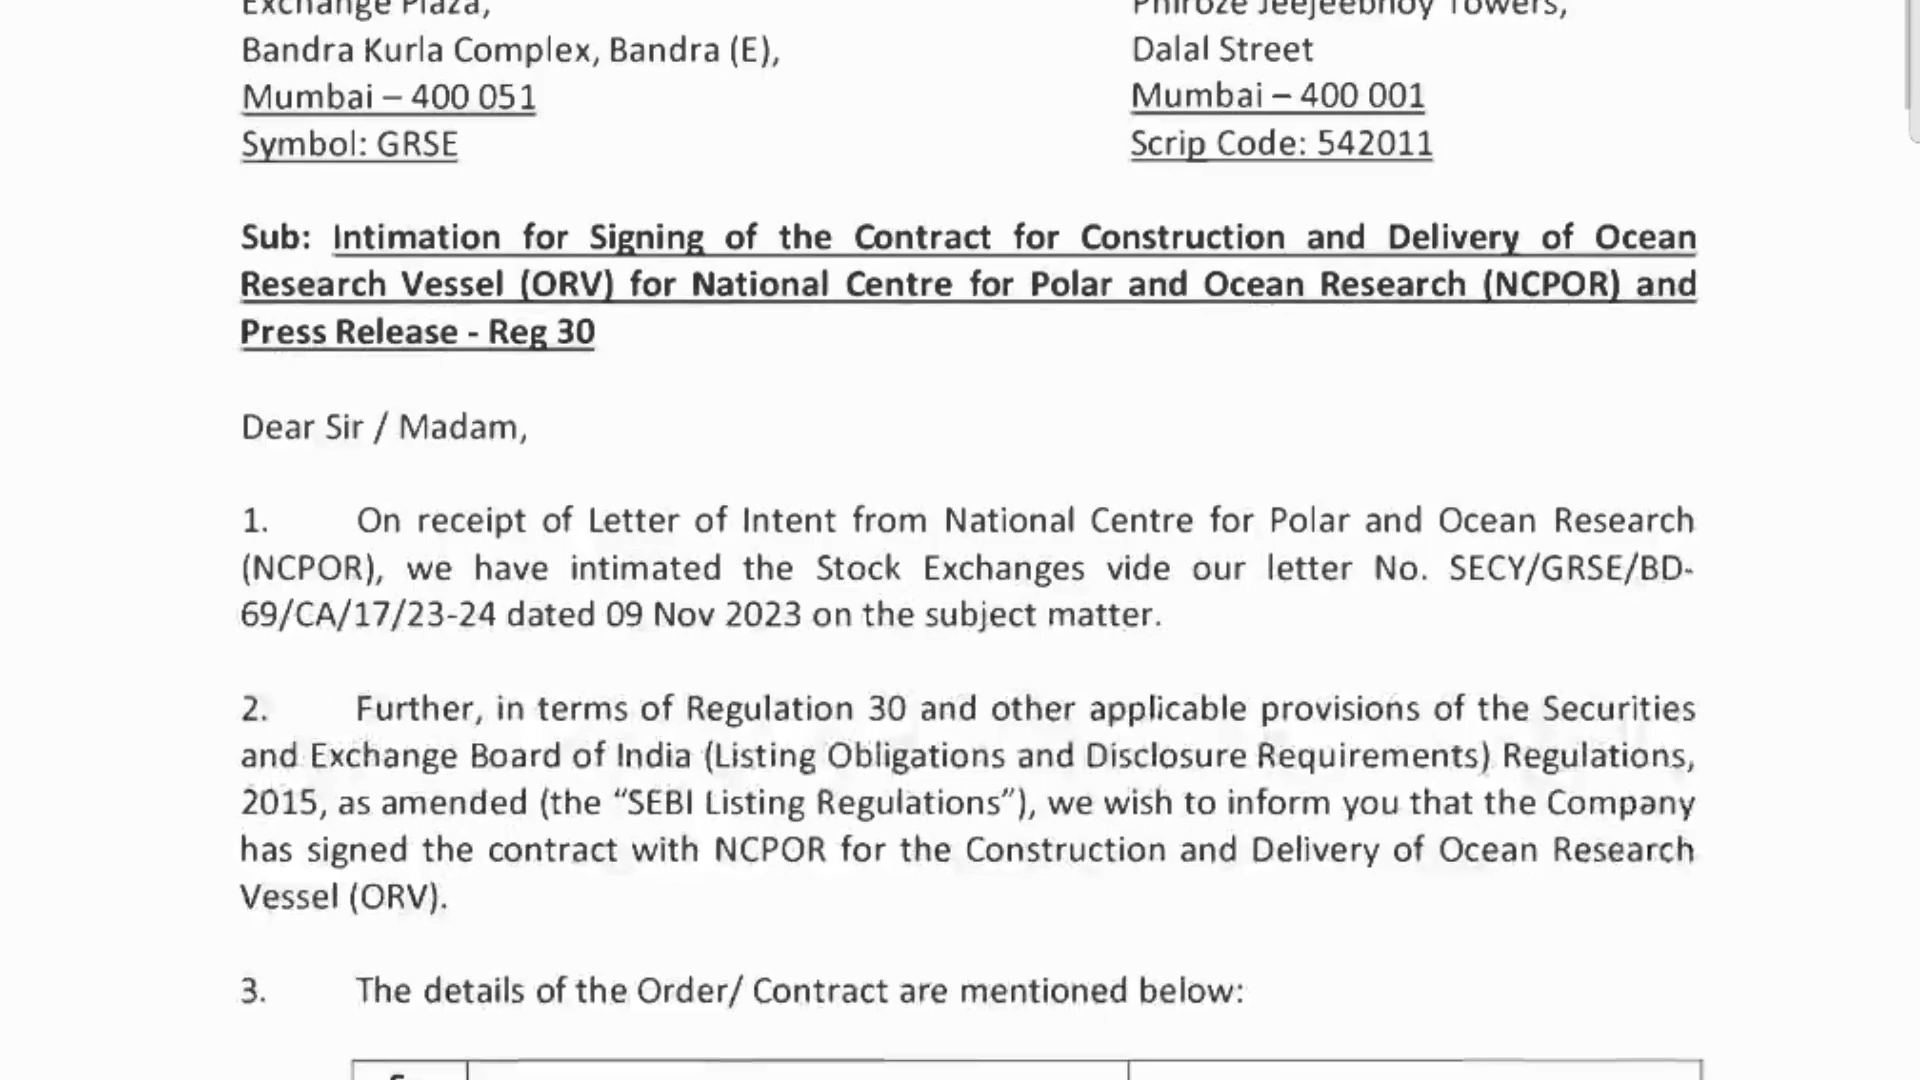 Exchange Plaza,
Bandra Kurla Complex, Bandra (E),
Mumbai – 400 051
Symbol: GRSE
Phiroze Jeejeebhoy Towers,
Dalal Street
Mumbai – 400 001
Scrip Code: 542011
Sub: Intimation for Signing of the Contract for Construction and Delivery of Ocean
Research Vessel (ORV) for National Centre for Polar and Ocean Research (NCPOR) and
Press Release - Reg 30
Dear Sir / Madam,
1. On receipt of Letter of Intent from National Centre for Polar and Ocean Research
(NCPOR), we have intimated the Stock Exchanges vide our letter No. SECY/GRSE/BD-
69/CA/17/23-24 dated 09 Nov 2023 on the subject matter.
2. Further, in terms of Regulation 30 and other applicable provisions of the Securities
and Exchange Board of India (Listing Obligations and Disclosure Requirements) Regulations,
2015, as amended (the “SEBI Listing Regulations”), we wish to inform you that the Company
has signed the contract with NCPOR for the Construction and Delivery of Ocean Research
Vessel (ORV).
3. The details of the Order/ Contract are mentioned below: